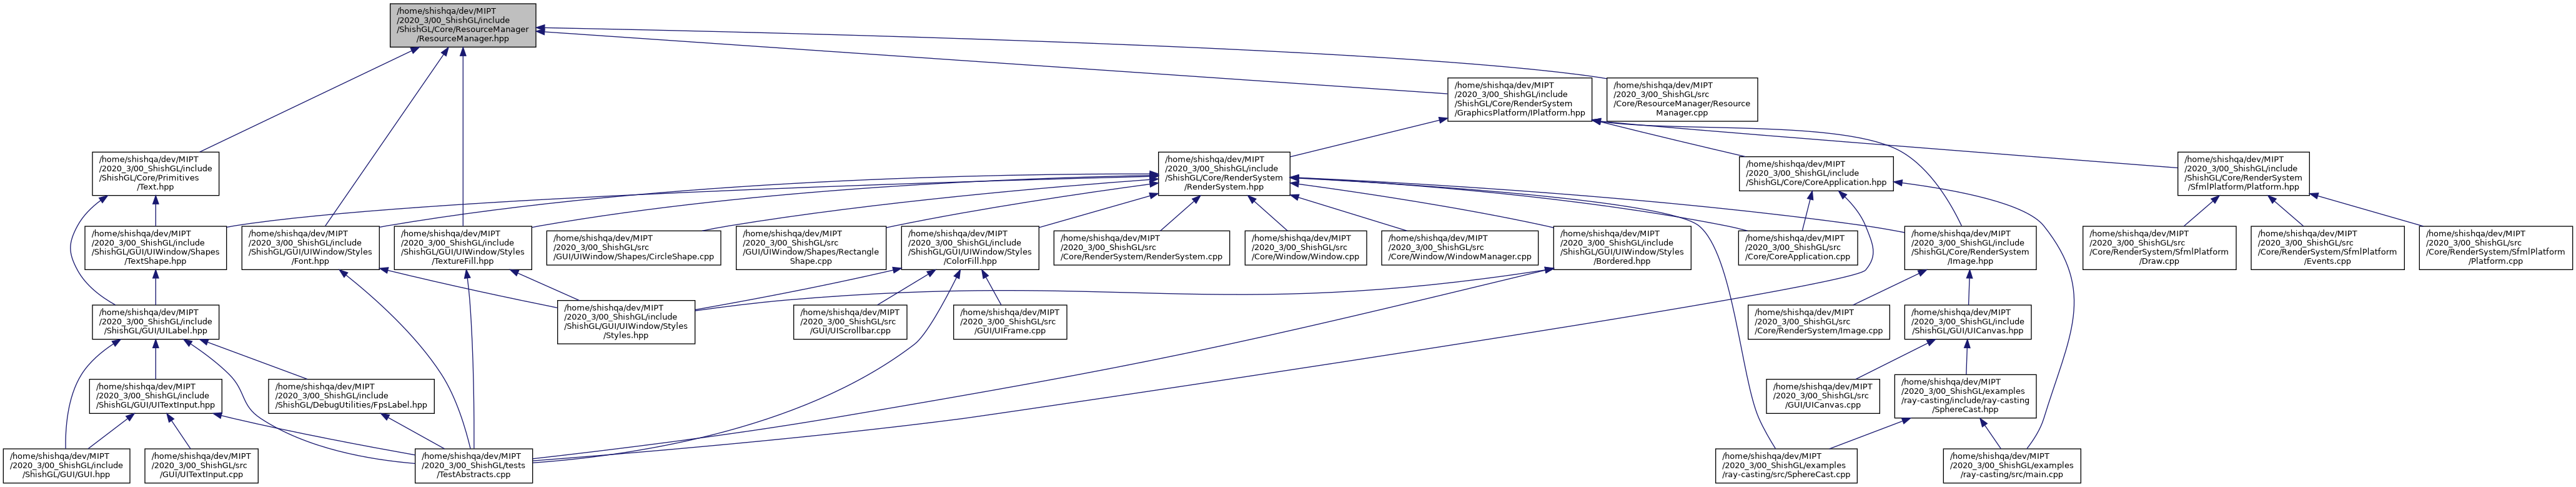 /home/shishqa/dev/MIPT
/2020_3/00_ShishGL/include
/ShishGL/Core/ResourceManager
/ResourceManager.hpp
/home/shishqa/dev/MIPT
/2020_3/00_ShishGL/include
/ShishGL/Core/RenderSystem
/GraphicsPlatform/IPlatform.hpp
/home/shishqa/dev/MIPT
/2020_3/00_ShishGL/src
/Core/ResourceManager/Resource
Manager.cpp
/home/shishqa/dev/MIPT
/2020_3/00_ShishGL/include
/ShishGL/Core/Primitives
/Text.hpp
/home/shishqa/dev/MIPT
/2020_3/00_ShishGL/include
/ShishGL/Core/RenderSystem
/RenderSystem.hpp
/home/shishqa/dev/MIPT
/2020_3/00_ShishGL/include
/ShishGL/Core/CoreApplication.hpp
/home/shishqa/dev/MIPT
/2020_3/00_ShishGL/include
/ShishGL/Core/RenderSystem
/SfmlPlatform/Platform.hpp
/home/shishqa/dev/MIPT
/2020_3/00_ShishGL/include
/ShishGL/GUI/UIWindow/Shapes
/TextShape.hpp
/home/shishqa/dev/MIPT
/2020_3/00_ShishGL/include
/ShishGL/GUI/UIWindow/Styles
/Font.hpp
/home/shishqa/dev/MIPT
/2020_3/00_ShishGL/include
/ShishGL/GUI/UIWindow/Styles
/TextureFill.hpp
/home/shishqa/dev/MIPT
/2020_3/00_ShishGL/src
/GUI/UIWindow/Shapes/CircleShape.cpp
/home/shishqa/dev/MIPT
/2020_3/00_ShishGL/src
/GUI/UIWindow/Shapes/Rectangle
Shape.cpp
/home/shishqa/dev/MIPT
/2020_3/00_ShishGL/include
/ShishGL/GUI/UIWindow/Styles
/ColorFill.hpp
/home/shishqa/dev/MIPT
/2020_3/00_ShishGL/src
/Core/RenderSystem/RenderSystem.cpp
/home/shishqa/dev/MIPT
/2020_3/00_ShishGL/src
/Core/Window/Window.cpp
/home/shishqa/dev/MIPT
/2020_3/00_ShishGL/src
/Core/Window/WindowManager.cpp
/home/shishqa/dev/MIPT
/2020_3/00_ShishGL/include
/ShishGL/GUI/UIWindow/Styles
/Bordered.hpp
/home/shishqa/dev/MIPT
/2020_3/00_ShishGL/src
/Core/CoreApplication.cpp
/home/shishqa/dev/MIPT
/2020_3/00_ShishGL/include
/ShishGL/Core/RenderSystem
/Image.hpp
/home/shishqa/dev/MIPT
/2020_3/00_ShishGL/src
/Core/RenderSystem/SfmlPlatform
/Draw.cpp
/home/shishqa/dev/MIPT
/2020_3/00_ShishGL/src
/Core/RenderSystem/SfmlPlatform
/Events.cpp
/home/shishqa/dev/MIPT
/2020_3/00_ShishGL/src
/Core/RenderSystem/SfmlPlatform
/Platform.cpp
/home/shishqa/dev/MIPT
/2020_3/00_ShishGL/include
/ShishGL/GUI/UILabel.hpp
/home/shishqa/dev/MIPT
/2020_3/00_ShishGL/include
/ShishGL/GUI/UIWindow/Styles
/Styles.hpp
/home/shishqa/dev/MIPT
/2020_3/00_ShishGL/src
/GUI/UIScrollbar.cpp
/home/shishqa/dev/MIPT
/2020_3/00_ShishGL/src
/GUI/UIFrame.cpp
/home/shishqa/dev/MIPT
/2020_3/00_ShishGL/src
/Core/RenderSystem/Image.cpp
/home/shishqa/dev/MIPT
/2020_3/00_ShishGL/include
/ShishGL/GUI/UICanvas.hpp
/home/shishqa/dev/MIPT
/2020_3/00_ShishGL/include
/ShishGL/GUI/UITextInput.hpp
/home/shishqa/dev/MIPT
/2020_3/00_ShishGL/include
/ShishGL/DebugUtilities/FpsLabel.hpp
/home/shishqa/dev/MIPT
/2020_3/00_ShishGL/src
/GUI/UICanvas.cpp
/home/shishqa/dev/MIPT
/2020_3/00_ShishGL/examples
/ray-casting/include/ray-casting
/SphereCast.hpp
/home/shishqa/dev/MIPT
/2020_3/00_ShishGL/include
/ShishGL/GUI/GUI.hpp
/home/shishqa/dev/MIPT
/2020_3/00_ShishGL/src
/GUI/UITextInput.cpp
/home/shishqa/dev/MIPT
/2020_3/00_ShishGL/tests
/TestAbstracts.cpp
/home/shishqa/dev/MIPT
/2020_3/00_ShishGL/examples
/ray-casting/src/SphereCast.cpp
/home/shishqa/dev/MIPT
/2020_3/00_ShishGL/examples
/ray-casting/src/main.cpp